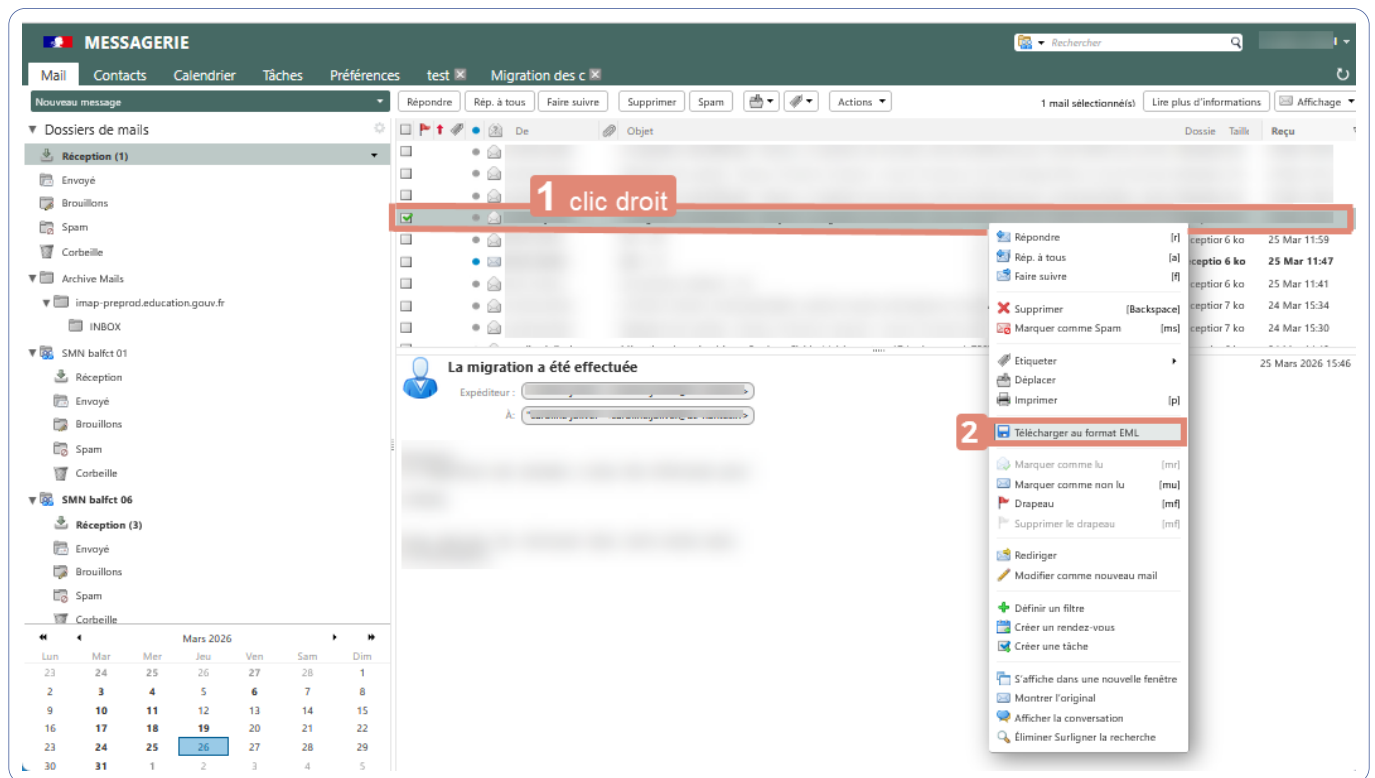 MESSAGERIE
Rechercher
Mail Contacts Calendrier Tâches Préférences test Migration des c
Nouveau message
Répondre Rép. à tous Faire suivre Supprimer Spam Actions
1 mail sélectionné(s) Lire plus d'informations Affichage
Dossiers de mails
De Objet Dossie Taille Reçu
Réception (1)
Envoyé
Brouillons
Spam
Corbeille
Archive Mails
imap-preprod.education.gouv.fr
INBOX
SMN balfct 01
Réception
Envoyé
Brouillons
Spam
Corbeille
SMN balfct 06
Réception (3)
Envoyé
Brouillons
Spam
Corbeille
1 clic droit
ceptior 6 ko 25 Mar 11:59
ceptio 6 ko 25 Mar 11:47
ceptior 6 ko 25 Mar 11:41
ceptior 7 ko 24 Mar 15:34
ceptior 7 ko 24 Mar 15:30
La migration a été effectuée
25 Mars 2026 15:46
Expéditeur :
À:
Répondre [r]
Rép. à tous [a]
Faire suivre [f]
Supprimer [Backspace]
Marquer comme Spam [ms]
Etiqueter
Déplacer
Imprimer [p]
2 Télécharger au format EML
Marquer comme lu [mr]
Marquer comme non lu [mu]
Drapeau [mf]
Supprimer le drapeau [mf]
Rediriger
Modifier comme nouveau mail
Définir un filtre
Créer un rendez-vous
Créer une tâche
S'affiche dans une nouvelle fenêtre
Montrer l'original
Afficher la conversation
Éliminer Surligner la recherche
Mars 2026
Lun Mar Mer Jeu Ven Sam Dim
23 24 25 26 27 28 1
2 3 4 5 6 7 8
9 10 11 12 13 14 15
16 17 18 19 20 21 22
23 24 25 26 27 28 29
30 31 1 2 3 4 5